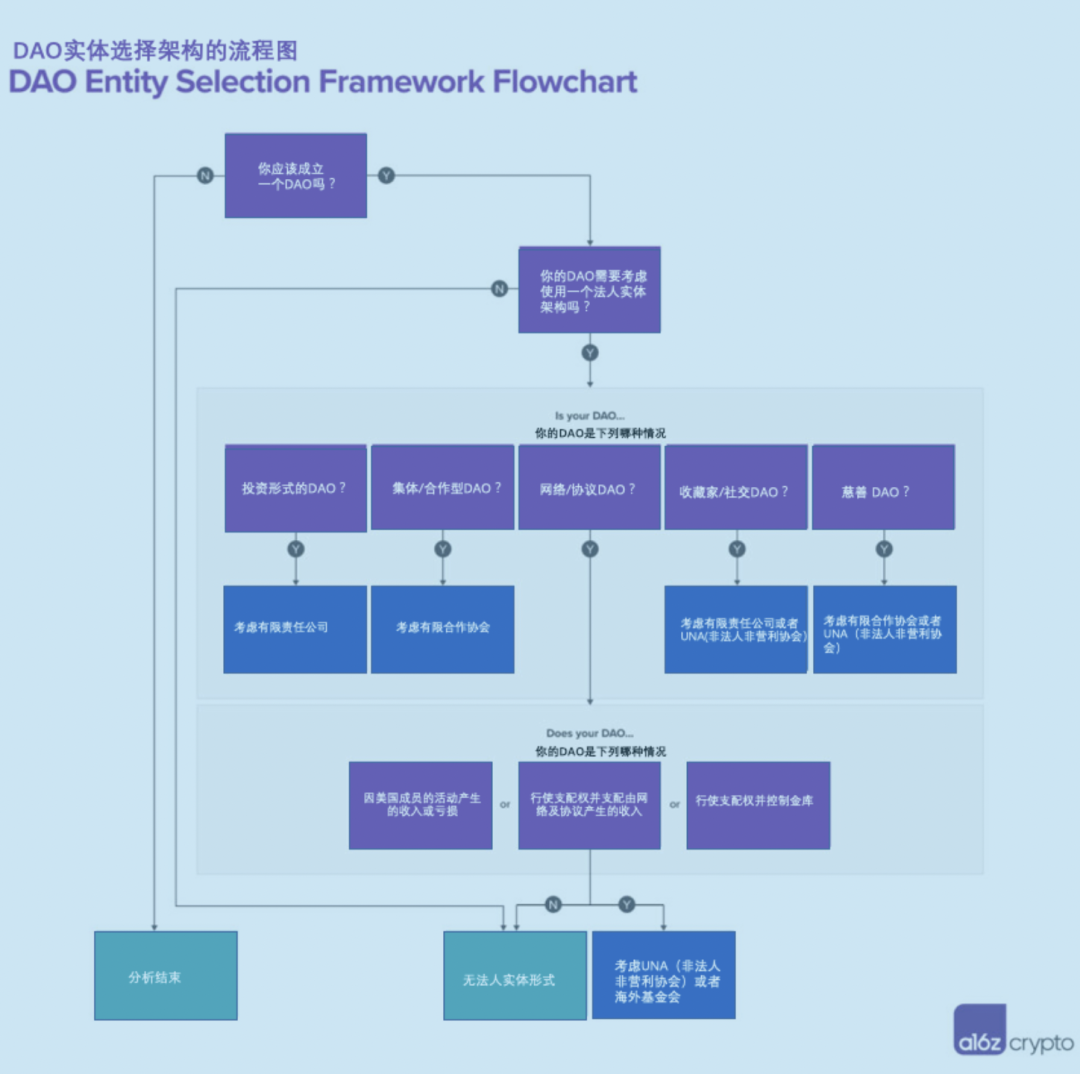 DAO实体选择架构的流程图
DAO Entity Selection Framework Flowchart
你应该成立
一个DAO吗？
N
Y
你的DAO需要考虑
使用一个法人实体
架构吗？
N
Y
Is your DAO...
你的DAO是下列哪种情况
投资形式的DAO？
集体/合作型DAO？
网络/协议DAO？
收藏家/社交DAO？
慈善 DAO？
Y
Y
Y
Y
Y
考虑有限责任公司
考虑有限合作协会
考虑有限责任公司或者
UNA(非法人非营利协会)
考虑有限合作协会或者
UNA（非法人非营利协
会）
Does your DAO...
你的DAO是下列哪种情况
因美国成员的活动产生
的收入或亏损
or
行使支配权并支配由网
络及协议产生的收入
or
行使支配权并控制金库
N
Y
分析结束
无法人实体形式
考虑UNA（非法人
非营利协会）或者
海外基金会
a16z crypto